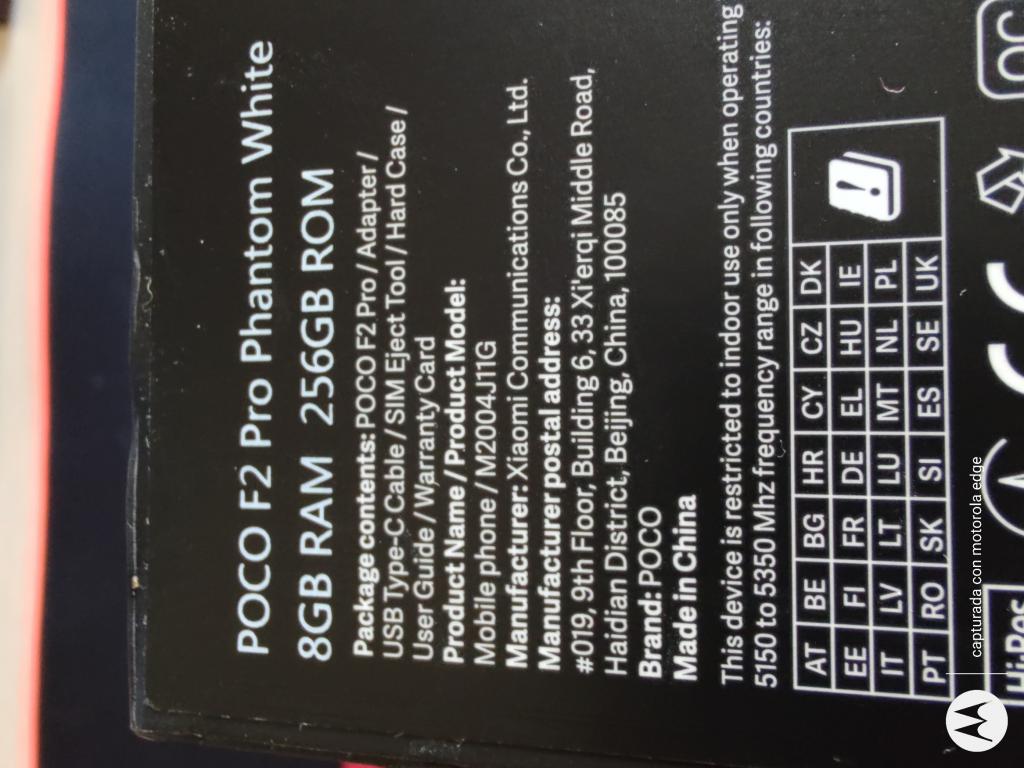 POCO F2 Pro Phantom White
8GB RAM 256GB ROM
Package contents: POCO F2 Pro / Adapter /
USB Type-C Cable / SIM Eject Tool / Hard Case /
User Guide / Warranty Card
Product Name / Product Model:
Mobile phone / M2004J11G
Manufacturer: Xiaomi Communications Co., Ltd.
Manufacturer postal address:
#019, 9th Floor, Building 6, 33 Xi'erqi Middle Road,
Haidian District, Beijing, China, 100085
Brand: POCO
Made in China
This device is restricted to indoor use only when operating
5150 to 5350 Mhz frequency range in following countries:
AT BE BG HR CY CZ DK
EE FI FR DE EL HU IE
IT LV LT LU MT NL PL
PT RO SK SI ES SE UK
CE
Hi-Res
capturada con motorola edge